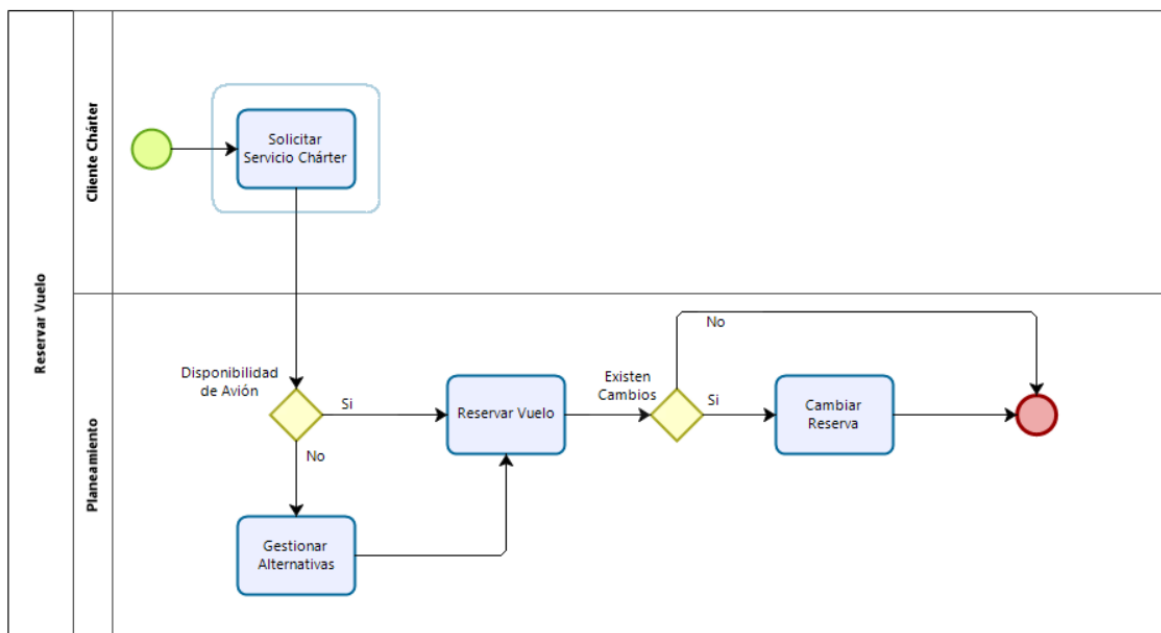 Reservar Vuelo
Cliente Chárter
Solicitar
Servicio Chárter
Planeamiento
Disponibilidad
de Avión
Si
No
Gestionar
Alternativas
Reservar Vuelo
Existen
Cambios
No
Si
Cambiar
Reserva